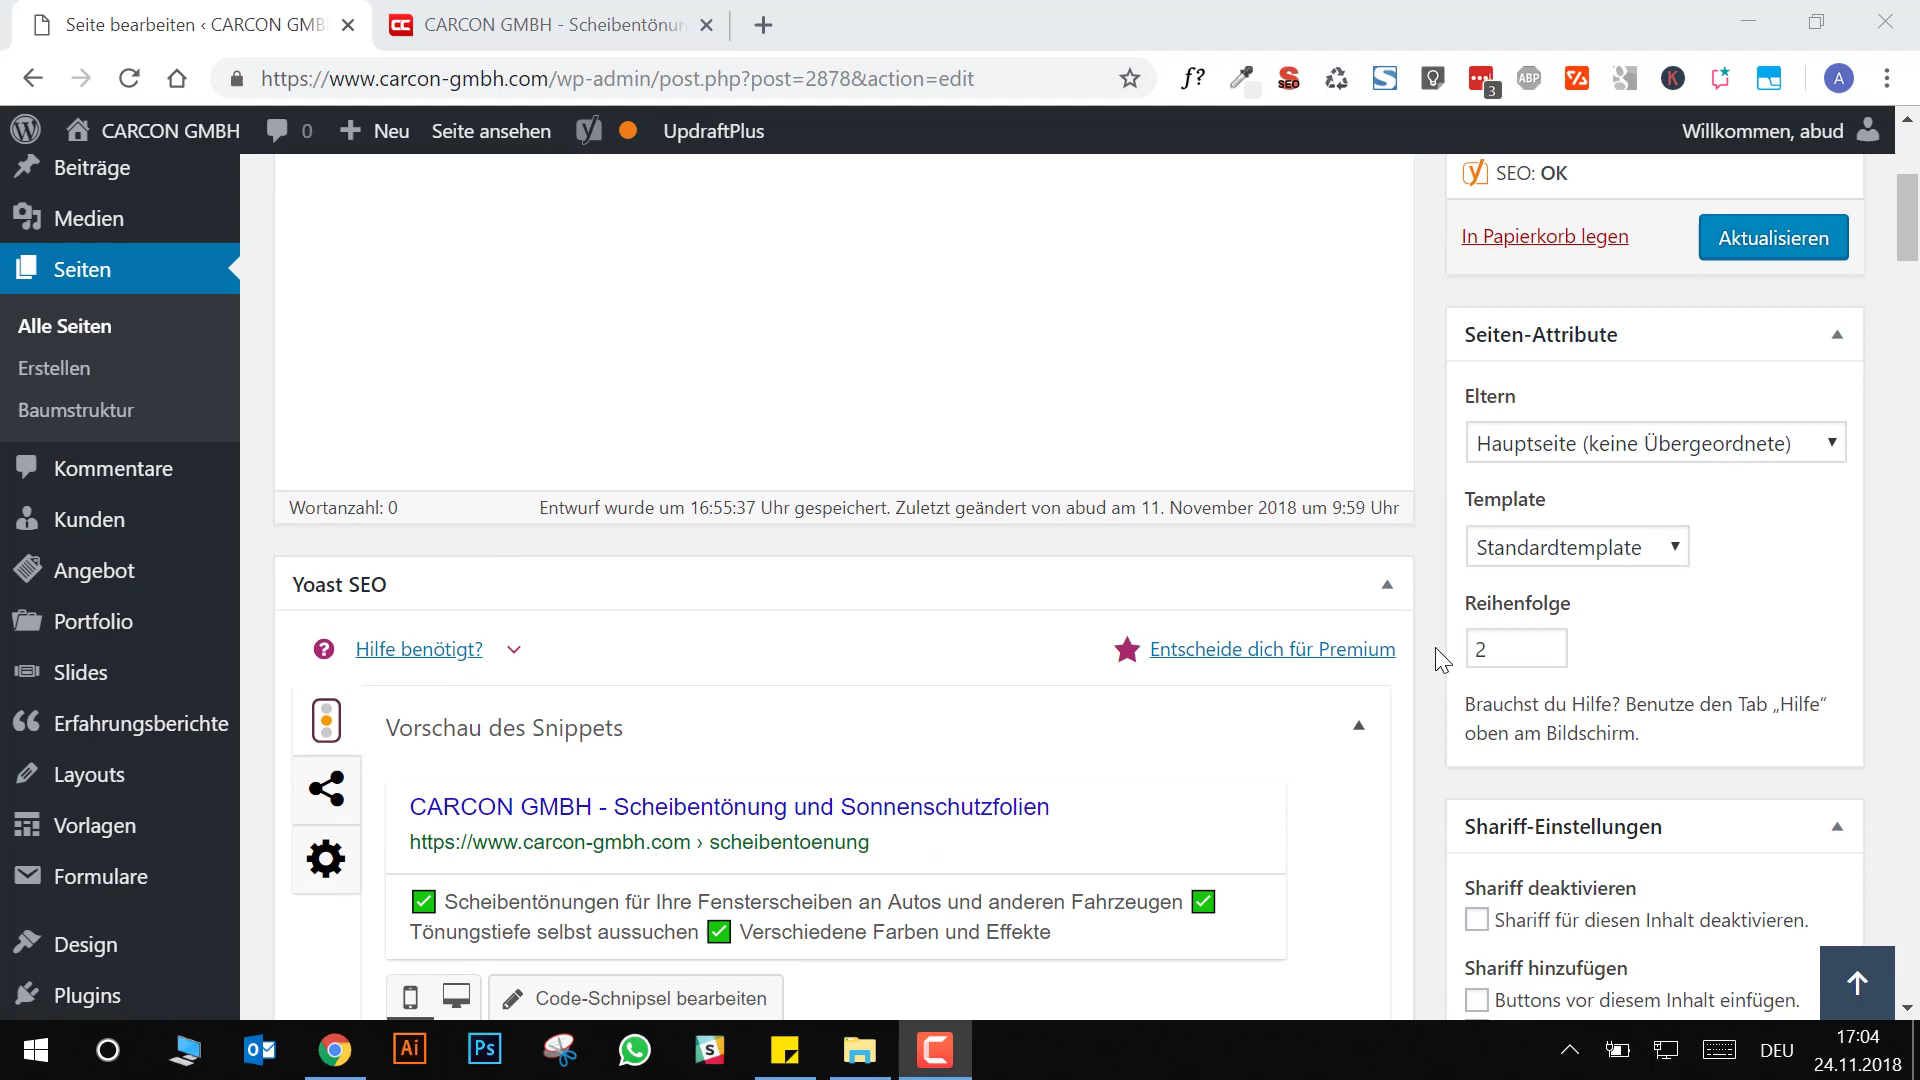 Seite bearbeiten ‹ CARCON GMB
CARCON GMBH - Scheibentönun
https://www.carcon-gmbh.com/wp-admin/post.php?post=2878&action=edit
f?
SEO
3
ABP
K
A
CARCON GMBH
0
Neu
Seite ansehen
UpdraftPlus
Willkommen, abud
Beiträge
Medien
Seiten
Alle Seiten
Erstellen
Baumstruktur
Kommentare
Kunden
Angebot
Portfolio
Slides
Erfahrungsberichte
Layouts
Vorlagen
Formulare
Design
Plugins
Wortanzahl: 0
Entwurf wurde um 16:55:37 Uhr gespeichert. Zuletzt geändert von abud am 11. November 2018 um 9:59 Uhr
Yoast SEO
Hilfe benötigt?
Entscheide dich für Premium
Vorschau des Snippets
CARCON GMBH - Scheibentönung und Sonnenschutzfolien
https://www.carcon-gmbh.com › scheibentoenung
✅ Scheibentönungen für Ihre Fensterscheiben an Autos und anderen Fahrzeugen ✅
Tönungstiefe selbst aussuchen ✅ Verschiedene Farben und Effekte
Code-Schnipsel bearbeiten
SEO: OK
In Papierkorb legen
Aktualisieren
Seiten-Attribute
Eltern
Hauptseite (keine Übergeordnete)
Template
Standardtemplate
Reihenfolge
2
Brauchst du Hilfe? Benutze den Tab „Hilfe“
oben am Bildschirm.
Shariff-Einstellungen
Shariff deaktivieren
Shariff für diesen Inhalt deaktivieren.
Shariff hinzufügen
Buttons vor diesem Inhalt einfügen.
Ai
Ps
DEU
17:04
24.11.2018